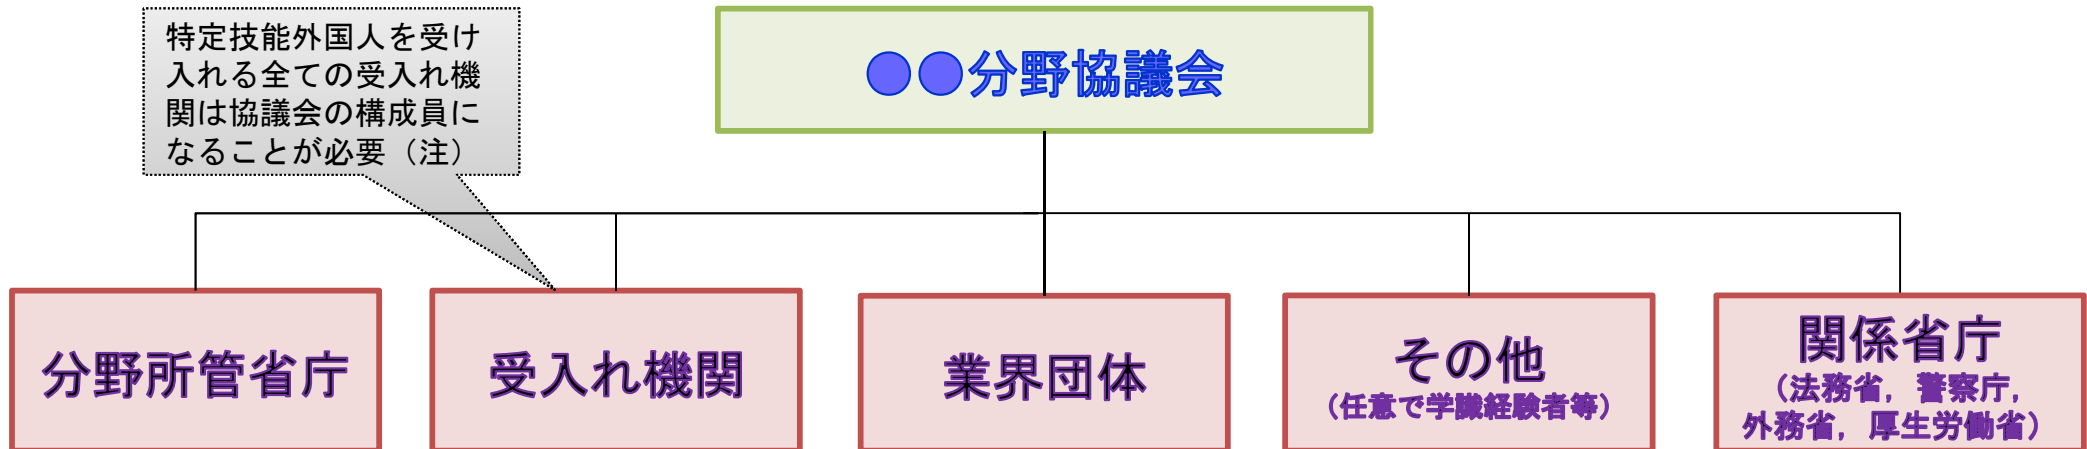 特定技能外国人を受け
入れる全ての受入れ機
関は協議会の構成員に
なることが必要（注）
●●分野協議会
分野所管省庁
受入れ機関
業界団体
その他
（任意で学識経験者等）
関係省庁
（法務省，警察庁，
外務省，厚生労働省）